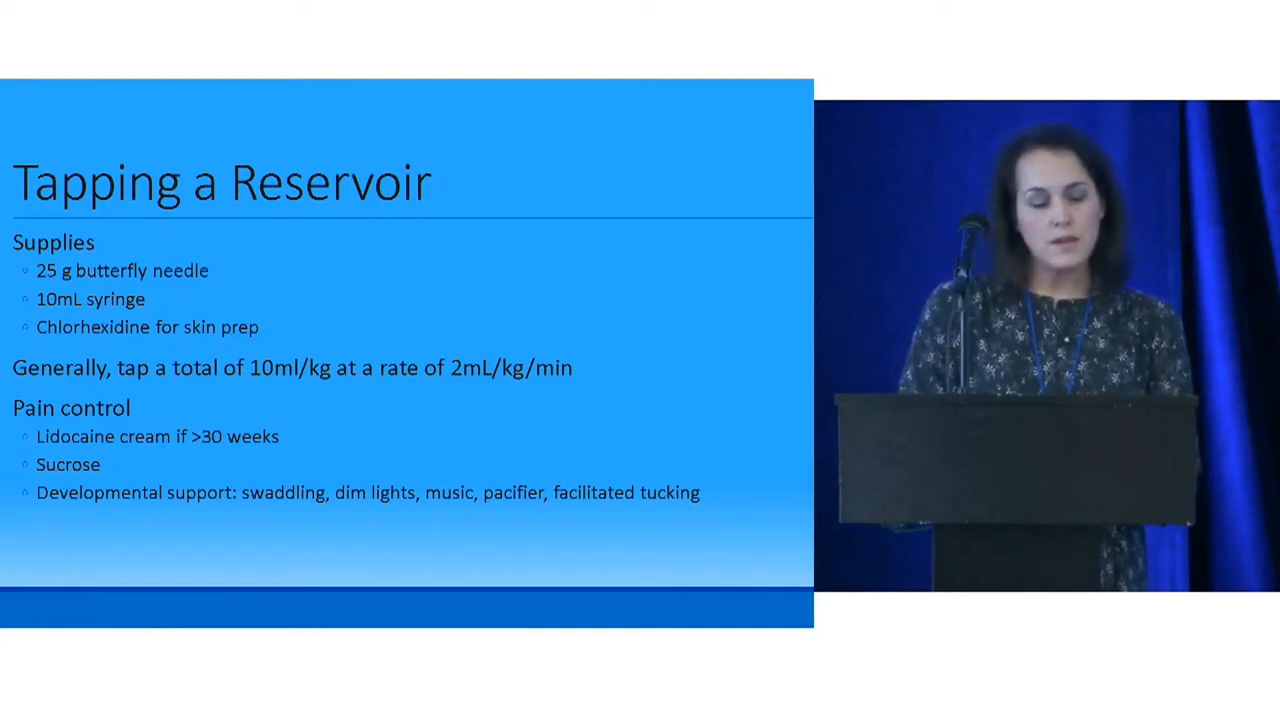 Tapping a Reservoir
Supplies
25 g butterfly needle
10mL syringe
Chlorhexidine for skin prep
Generally, tap a total of 10ml/kg at a rate of 2mL/kg/min
Pain control
Lidocaine cream if >30 weeks
Sucrose
Developmental support: swaddling, dim lights, music, pacifier, facilitated tucking